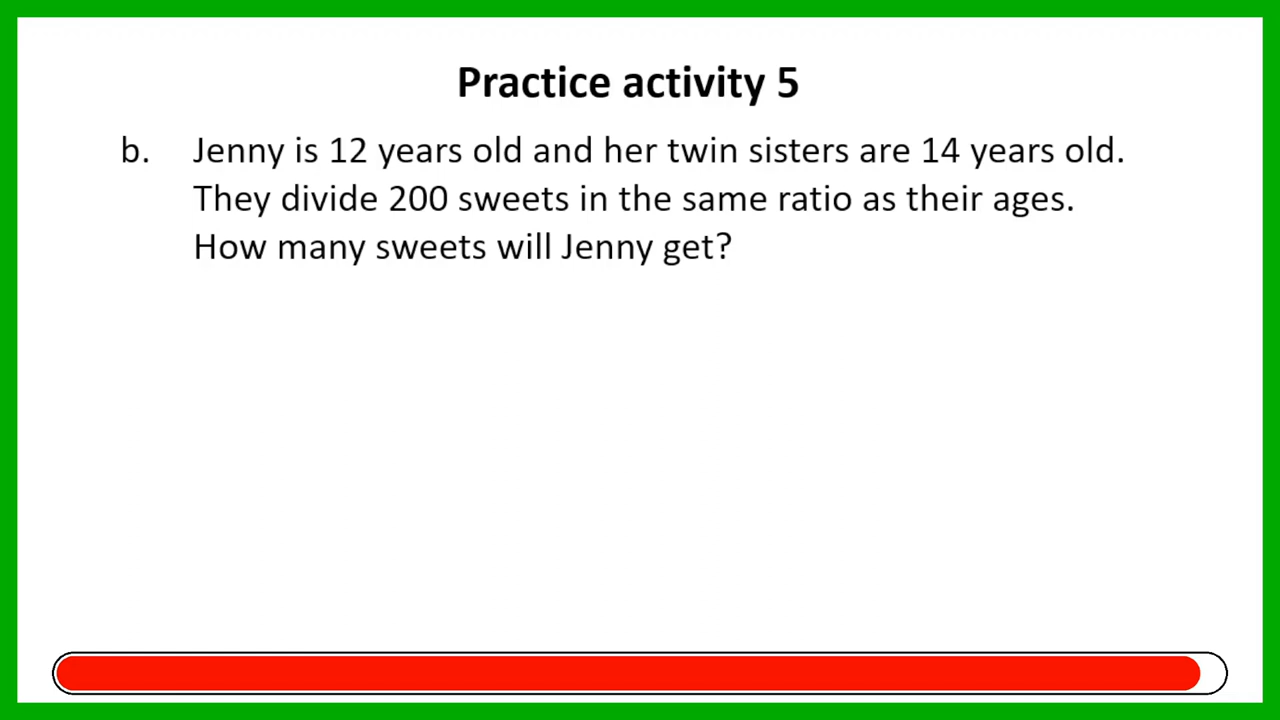 Practice activity 5
b. Jenny is 12 years old and her twin sisters are 14 years old.
They divide 200 sweets in the same ratio as their ages.
How many sweets will Jenny get?